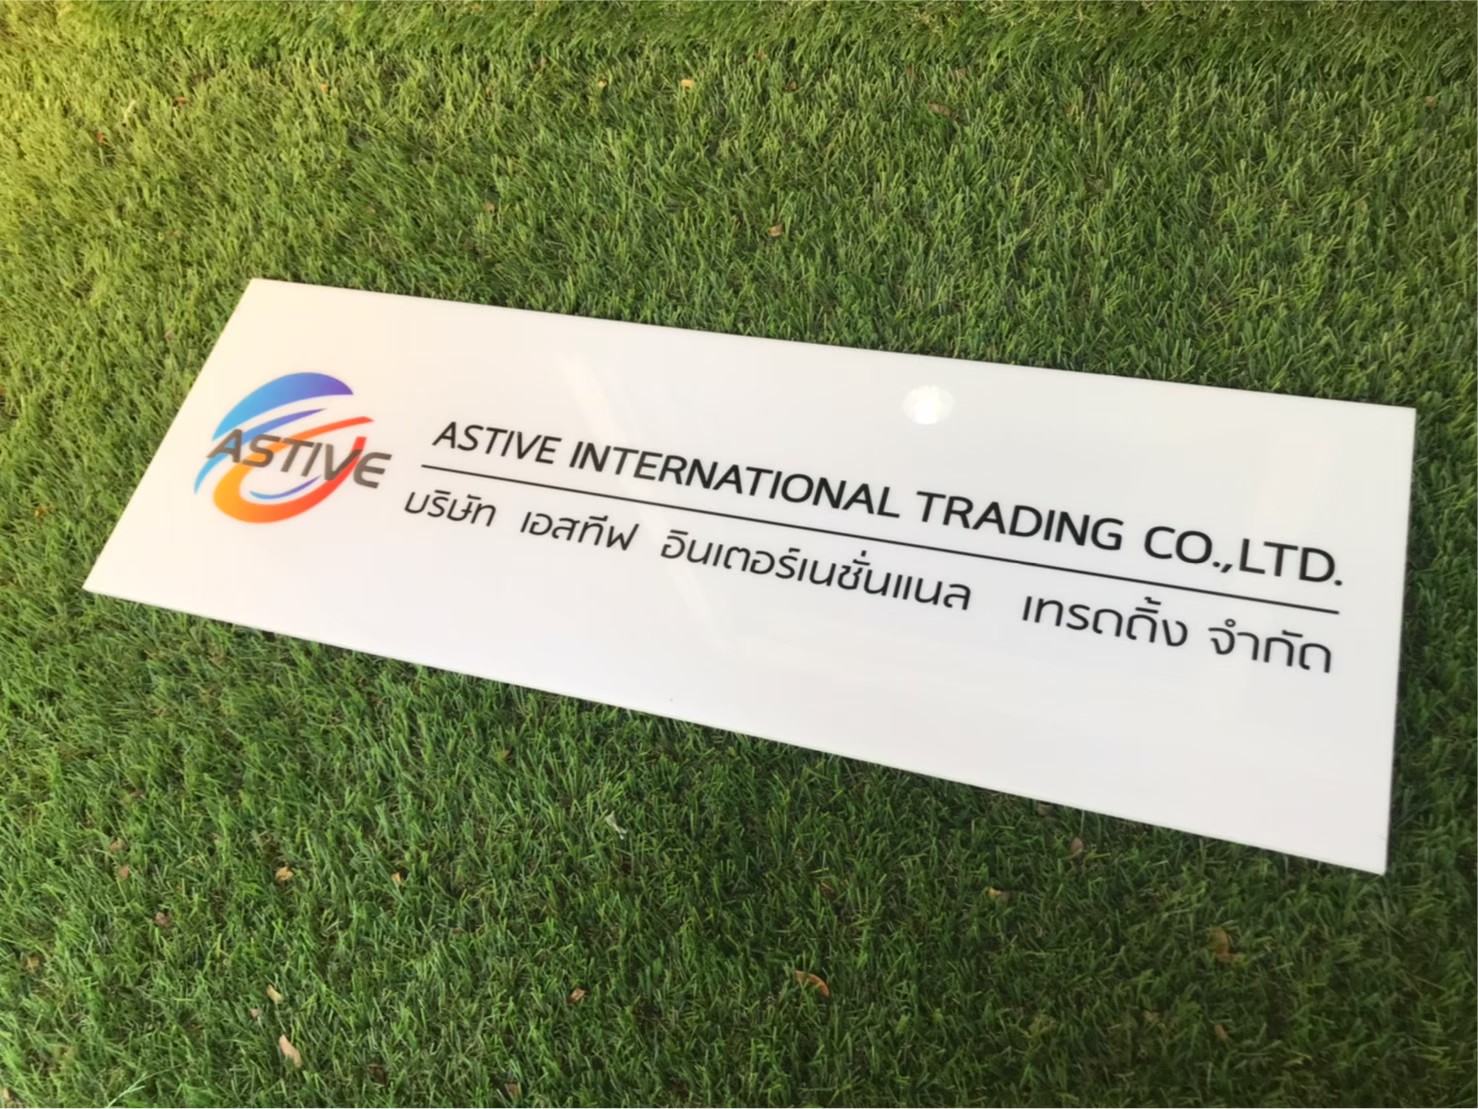 ASTIVE
ASTIVE INTERNATIONAL TRADING CO.,LTD.
บริษัท เอสทีฟ อินเตอร์เนชั่นแนล เทรดดิ้ง จำกัด